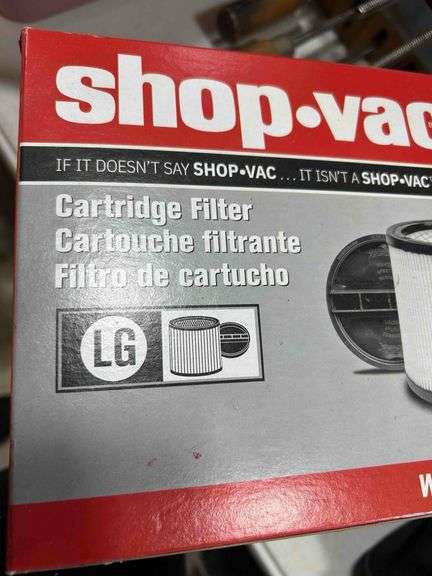 shop•vac
IF IT DOESN'T SAY SHOP•VAC ... IT ISN'T A SHOP•VAC
Cartridge Filter
Cartouche filtrante
Filtro de cartucho
LG
W